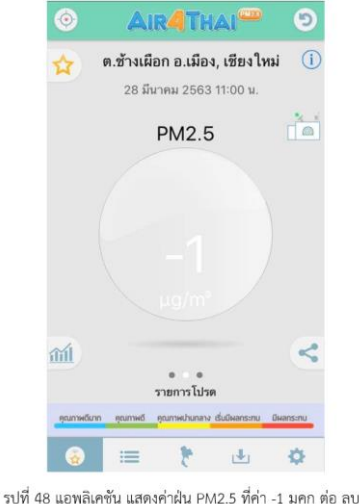 AIR4THAI PM2.5
ต.ช้างเผือก อ.เมือง, เชียงใหม่
28 มีนาคม 2563 11:00 น.
PM2.5
-1
µg/m³
รายการโปรด
คุณภาพดีมาก คุณภาพดี คุณภาพปานกลาง เริ่มมีผลกระทบ มีผลกระทบ
รูปที่ 48 แอพลิเคชัน แสดงค่าฝุ่น PM2.5 ที่ค่า -1 มคก ต่อ ลบ